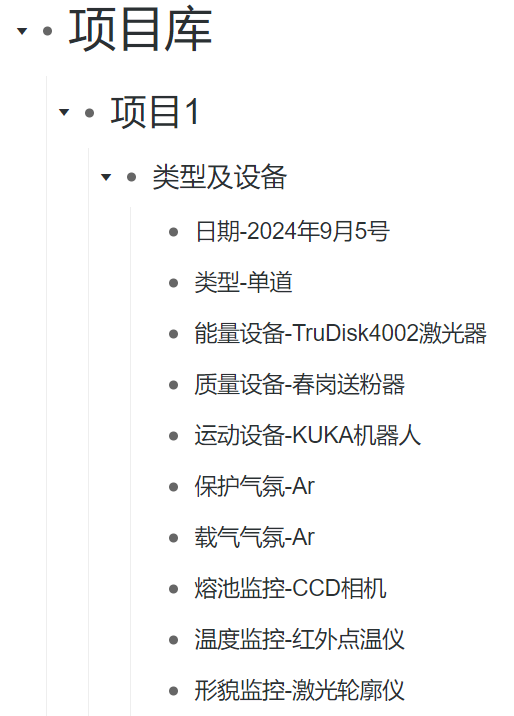 项目库
项目1
类型及设备
日期-2024年9月5号
类型-单道
能量设备-TruDisk4002激光器
质量设备-春岗送粉器
运动设备-KUKA机器人
保护气氛-Ar
载气气氛-Ar
熔池监控-CCD相机
温度监控-红外点温仪
形貌监控-激光轮廓仪